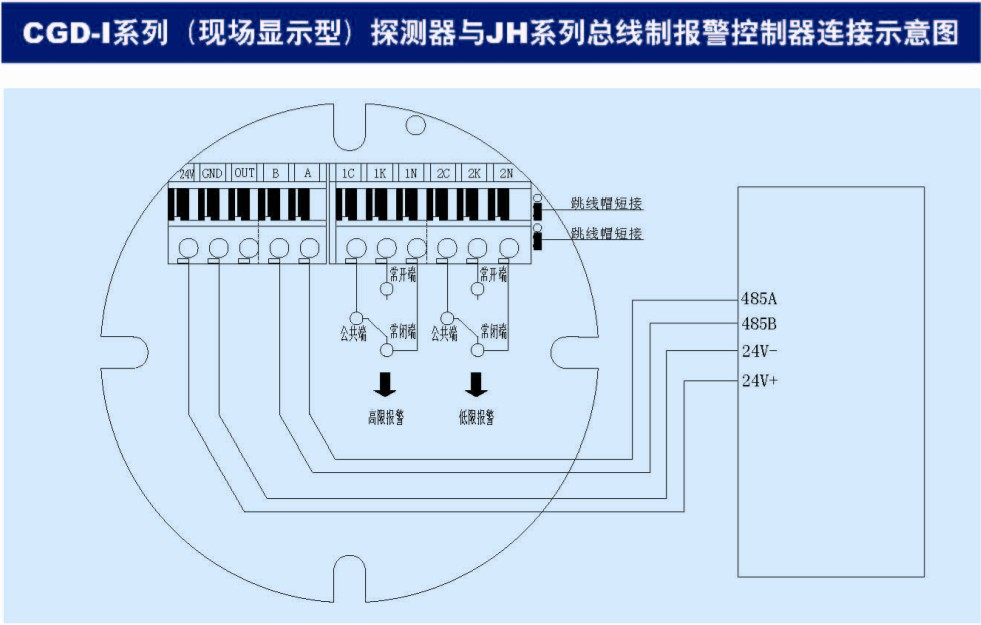 CGD-I系列（现场显示型）探测器与JH系列总线制报警控制器连接示意图
24V GND OUT B A 1C 1K 1N 2C 2K 2N
跳线帽短接
跳线帽短接
常开端 常开端
公共端 常闭端 公共端 常闭端
高限报警 低限报警
485A
485B
24V-
24V+